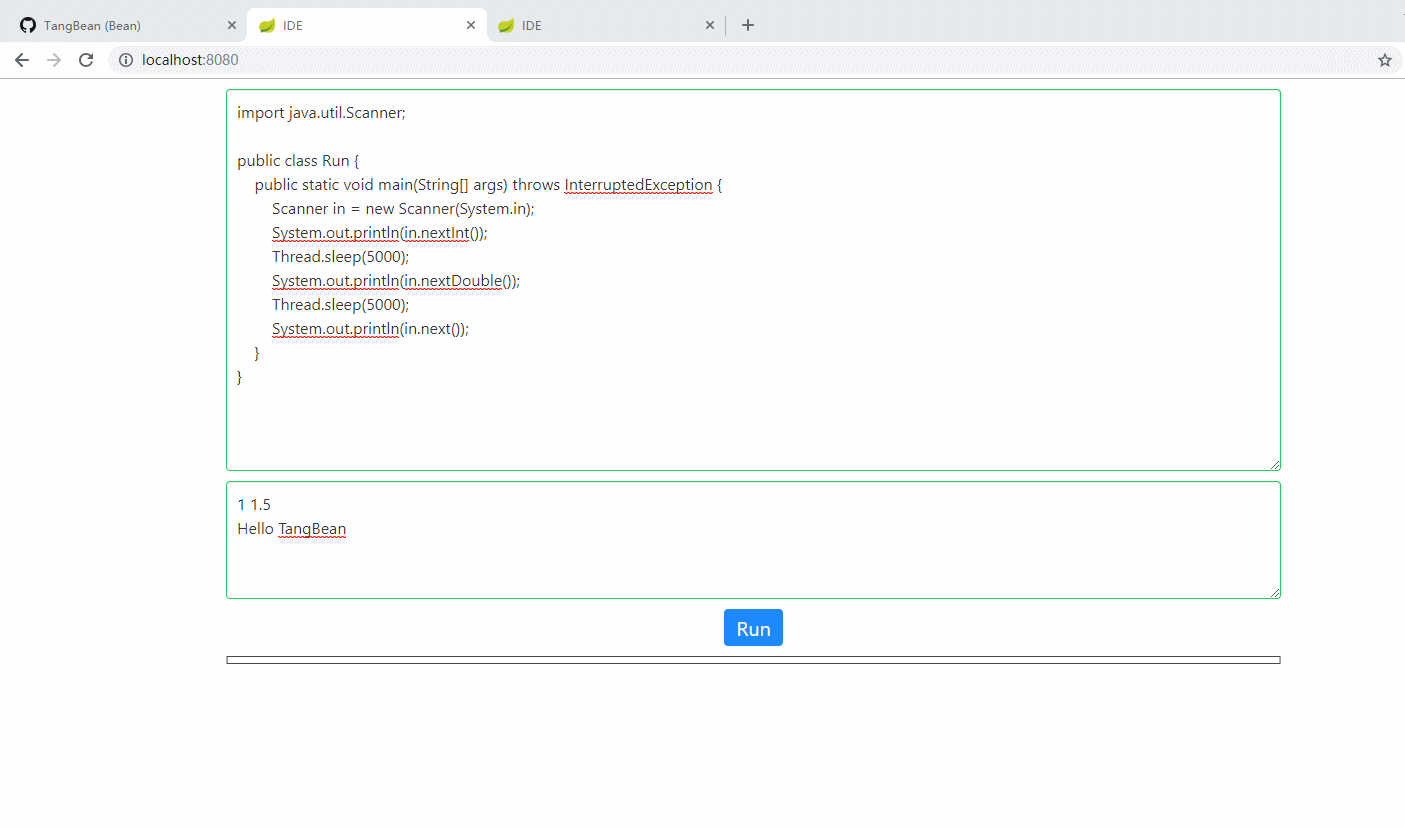 TangBean (Bean)
IDE
IDE
localhost:8080
import java.util.Scanner;
public class Run {
public static void main(String[] args) throws InterruptedException {
Scanner in = new Scanner(System.in);
System.out.println(in.nextInt());
Thread.sleep(5000);
System.out.println(in.nextDouble());
Thread.sleep(5000);
System.out.println(in.next());
}
}
1 1.5
Hello TangBean
Run